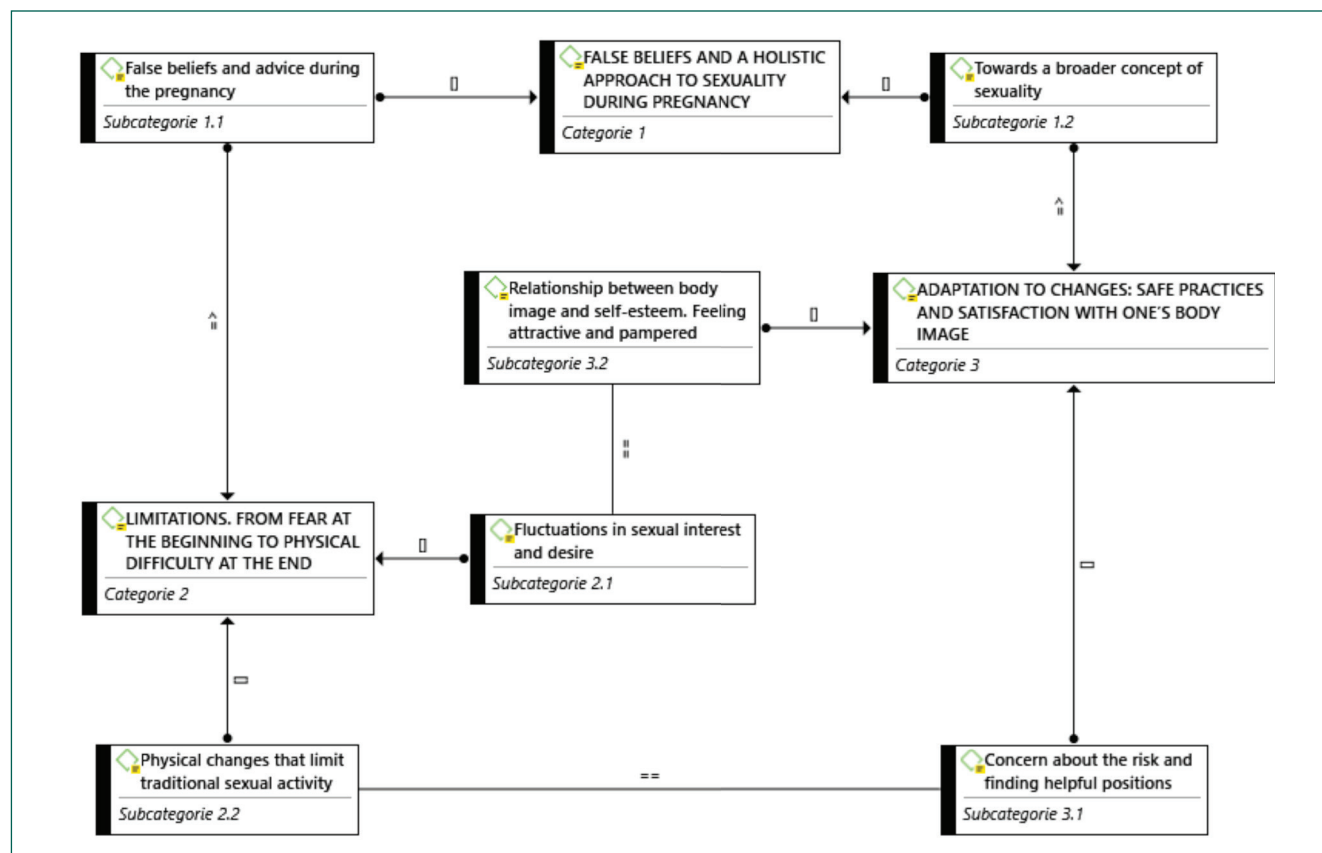 False beliefs and advice during
the pregnancy
Subcategorie 1.1
[]
FALSE BELIEFS AND A HOLISTIC
APPROACH TO SEXUALITY
DURING PREGNANCY
Categorie 1
[]
Towards a broader concept of
sexuality
Subcategorie 1.2
=>
=>
Relationship between body
image and self-esteem. Feeling
attractive and pampered
Subcategorie 3.2
[]
ADAPTATION TO CHANGES: SAFE PRACTICES
AND SATISFACTION WITH ONE'S BODY
IMAGE
Categorie 3
==
LIMITATIONS. FROM FEAR AT
THE BEGINNING TO PHYSICAL
DIFFICULTY AT THE END
Categorie 2
[]
Fluctuations in sexual interest
and desire
Subcategorie 2.1
[]
[]
Physical changes that limit
traditional sexual activity
Subcategorie 2.2
==
Concern about the risk and
finding helpful positions
Subcategorie 3.1